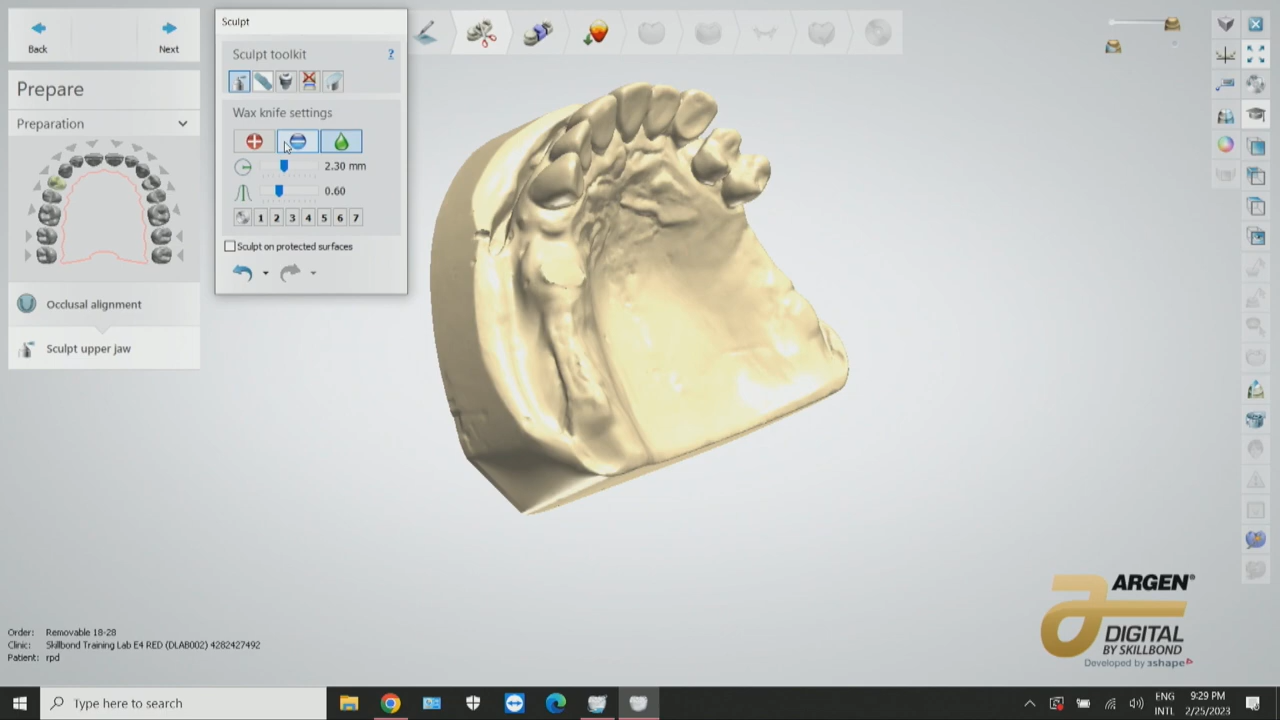 Back
Next
Prepare
Preparation
Occlusal alignment
Sculpt upper jaw
Sculpt
Sculpt toolkit
?
Wax knife settings
2.30 mm
0.60
1 2 3 4 5 6 7
Sculpt on protected surfaces
ARGEN®
DIGITAL
BY SKILLBOND
Developed by 3shape
Order: Removable 18-28
Clinic: Skillbond Training Lab E4 RED (DLAB002) 4282427492
Patient: rpd
Type here to search
ENG
INTL
9:29 PM
2/25/2023